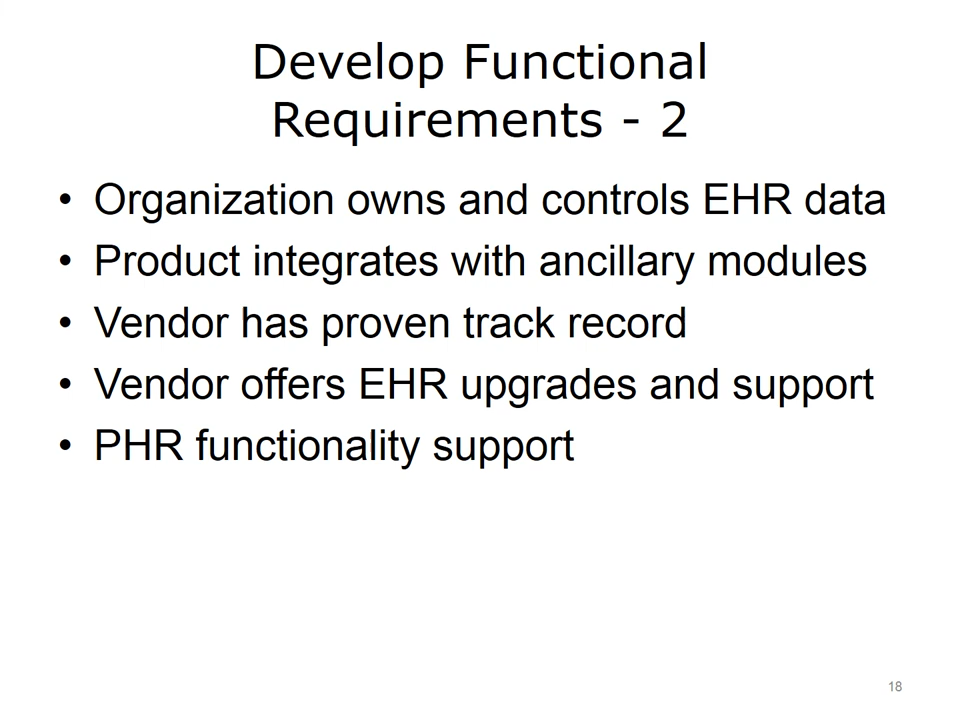 Develop Functional
Requirements - 2
• Organization owns and controls EHR data
• Product integrates with ancillary modules
• Vendor has proven track record
• Vendor offers EHR upgrades and support
• PHR functionality support
18